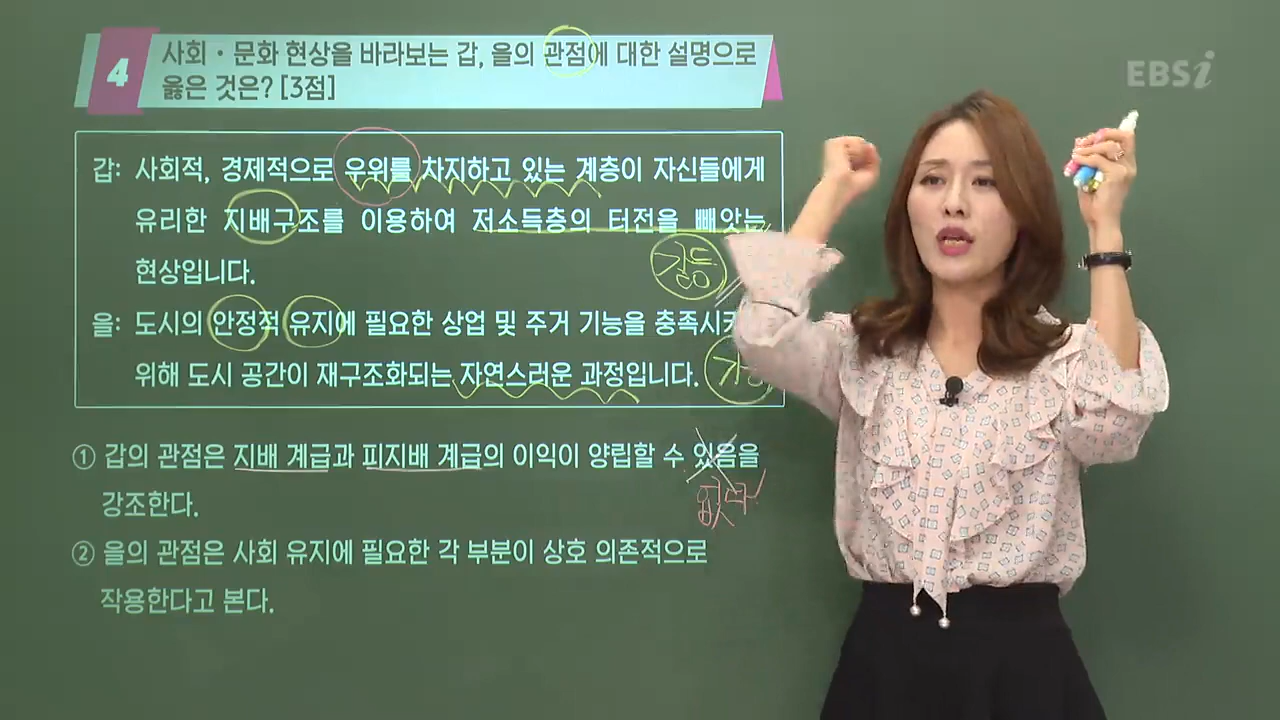 4
사회・문화 현상을 바라보는 갑, 을의 관점에 대한 설명으로
옳은 것은? [3점]
EBSi
갑: 사회적, 경제적으로 우위를 차지하고 있는 계층이 자신들에게
유리한 지배구조를 이용하여 저소득층의 터전을 빼앗는
현상입니다.
갈등
을: 도시의 안정적 유지에 필요한 상업 및 주거 기능을 충족시키
위해 도시 공간이 재구조화되는 자연스러운 과정입니다.
① 갑의 관점은 지배 계급과 피지배 계급의 이익이 양립할 수 있음을
없다
강조한다.
② 을의 관점은 사회 유지에 필요한 각 부분이 상호 의존적으로
작용한다고 본다.